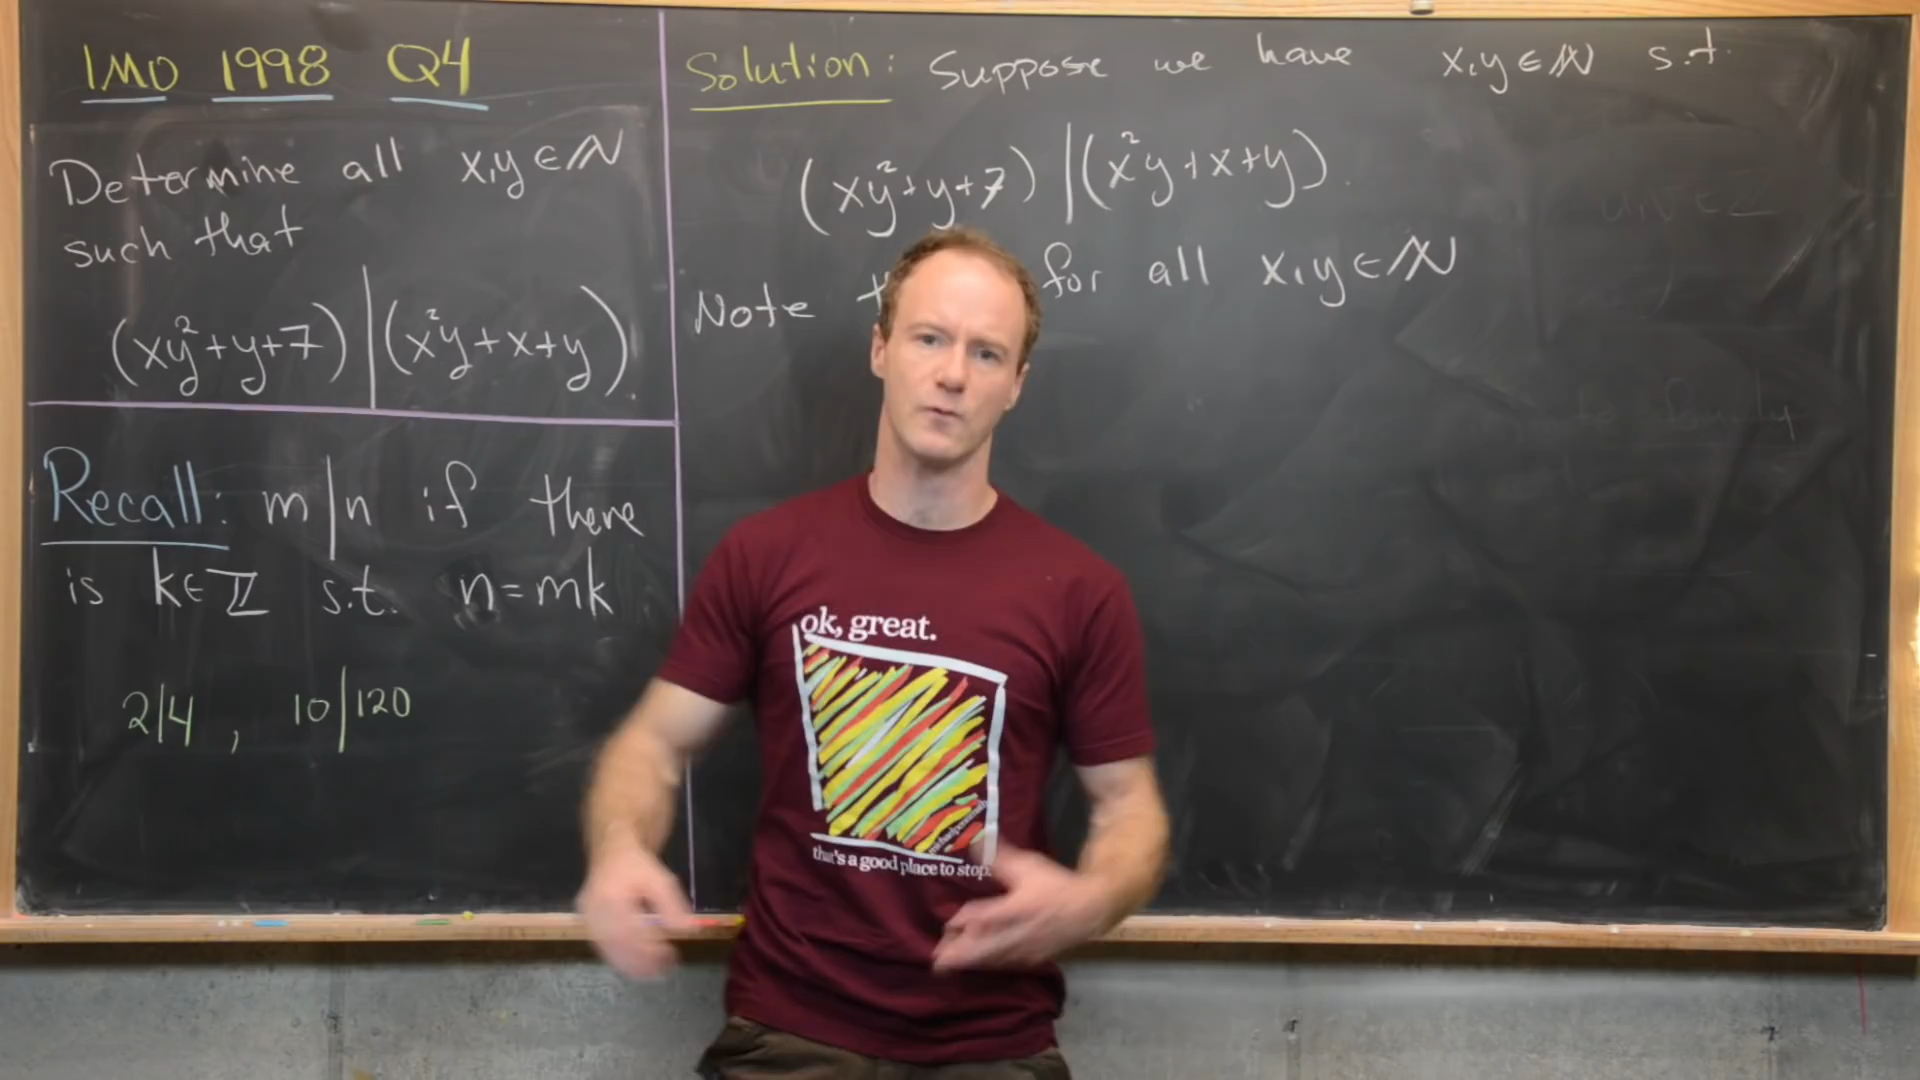 IMO 1998 Q4
Determine all x,y ∈ ℕ
such that
(xy²+y+7) | (x²y+x+y).
Recall: m|n if there
is k∈ℤ s.t. n=mk
2|4 , 10|120
Solution: Suppose we have x,y ∈ ℕ s.t.
(xy²+y+7) | (x²y+x+y).
Note for all x,y ∈ ℕ
ok, great.
that's a good place to stop.